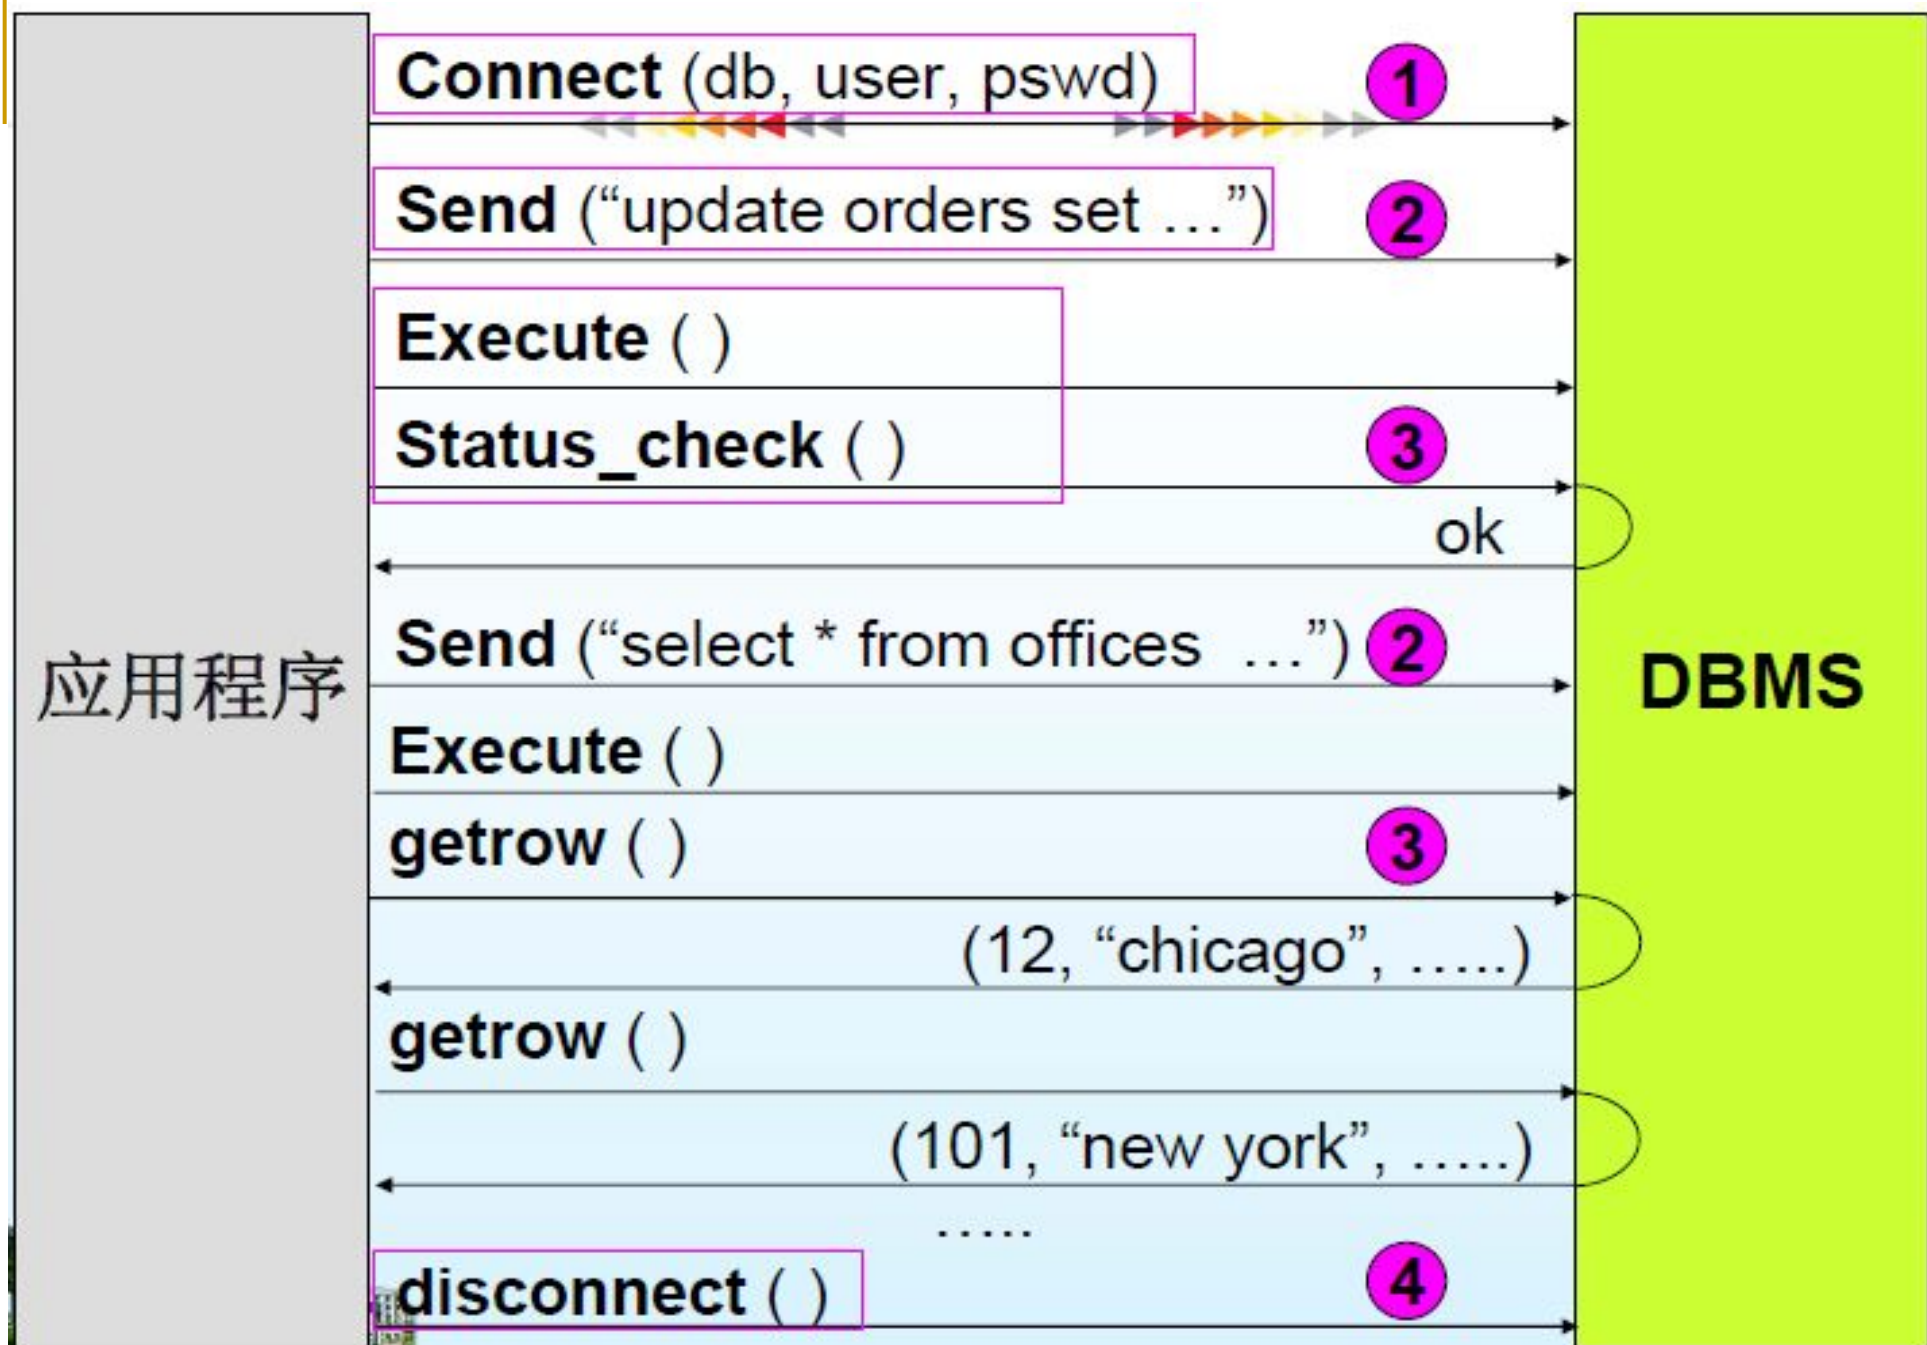 Connect (db, user, pswd) 1
Send (“update orders set …”) 2
Execute ( )
Status_check ( ) 3
ok
Send (“select * from offices …”) 2
应用程序
DBMS
Execute ( )
getrow ( ) 3
(12, “chicago”, …..)
getrow ( )
(101, “new york”, …..)
…..
disconnect ( ) 4